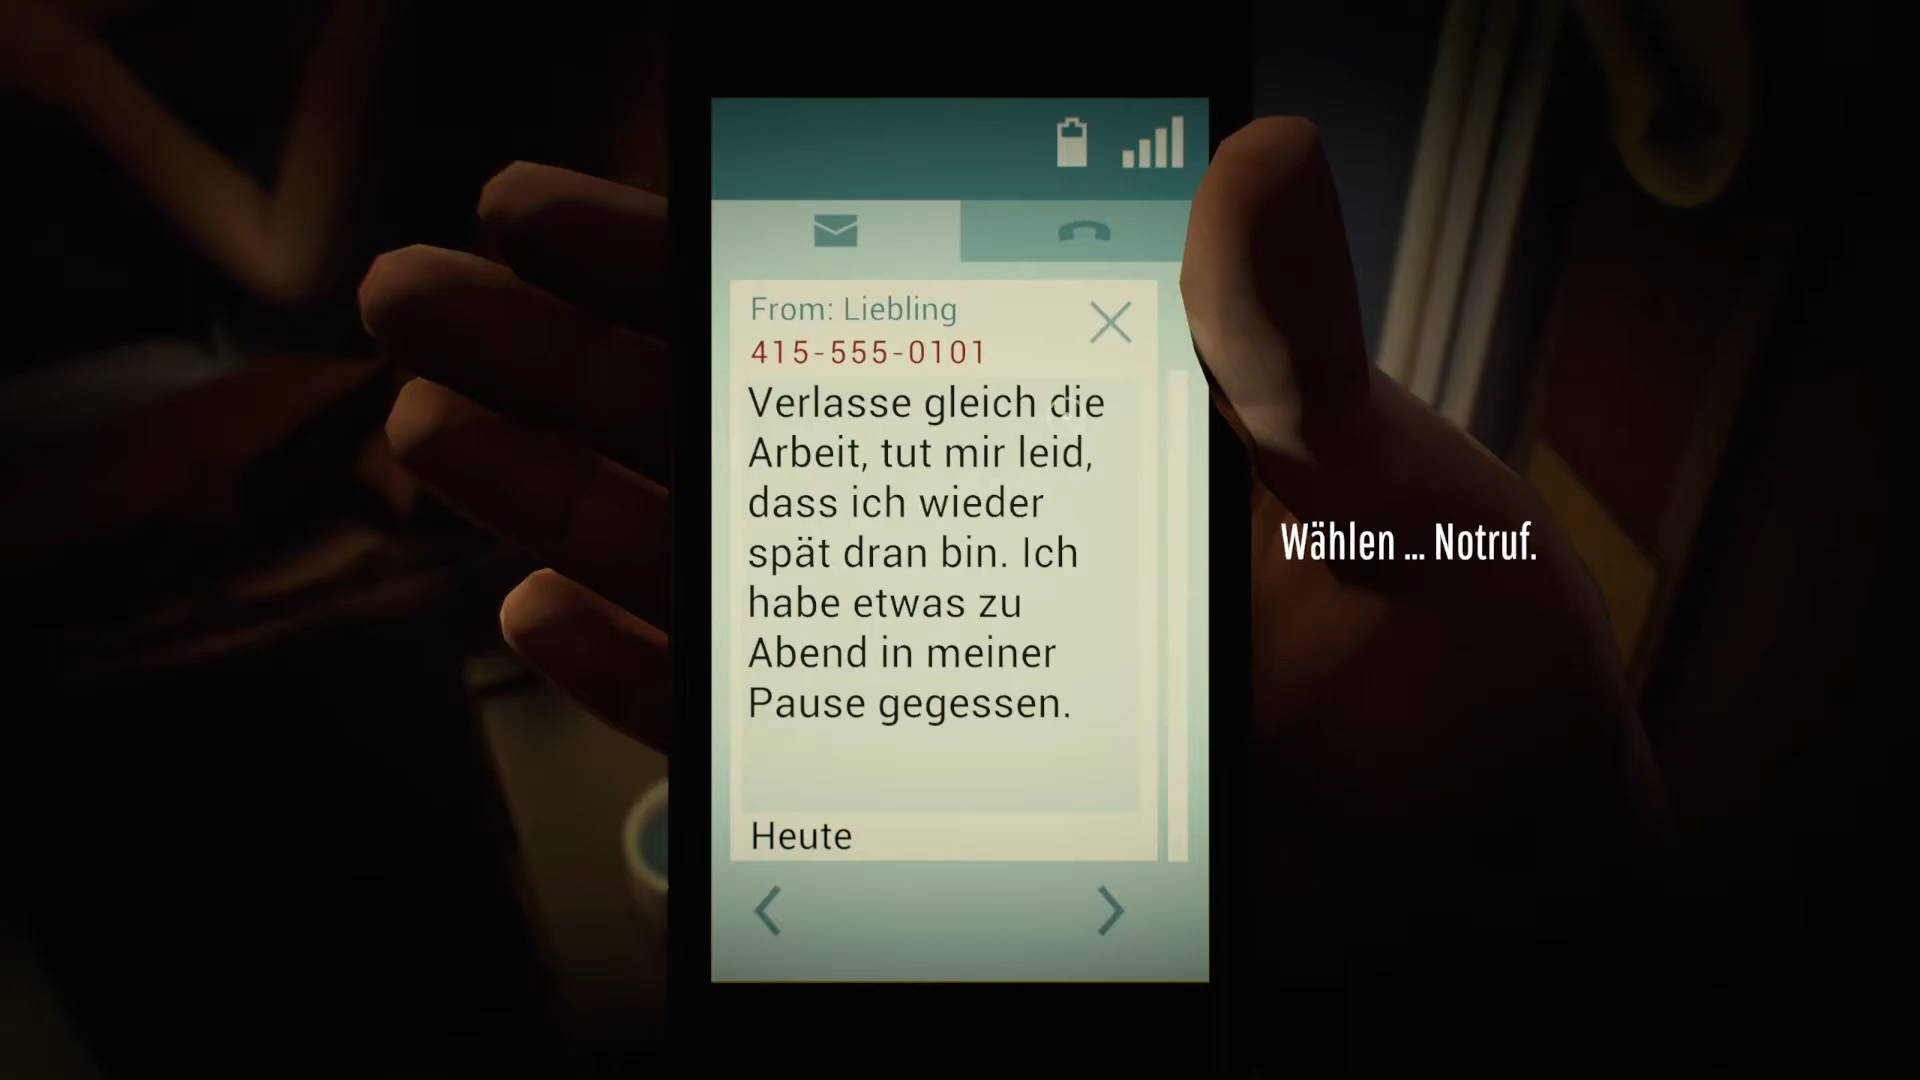 From: Liebling
415-555-0101
Verlasse gleich die
Arbeit, tut mir leid,
dass ich wieder
spät dran bin. Ich
habe etwas zu
Abend in meiner
Pause gegessen.
Heute
Wählen ... Notruf.